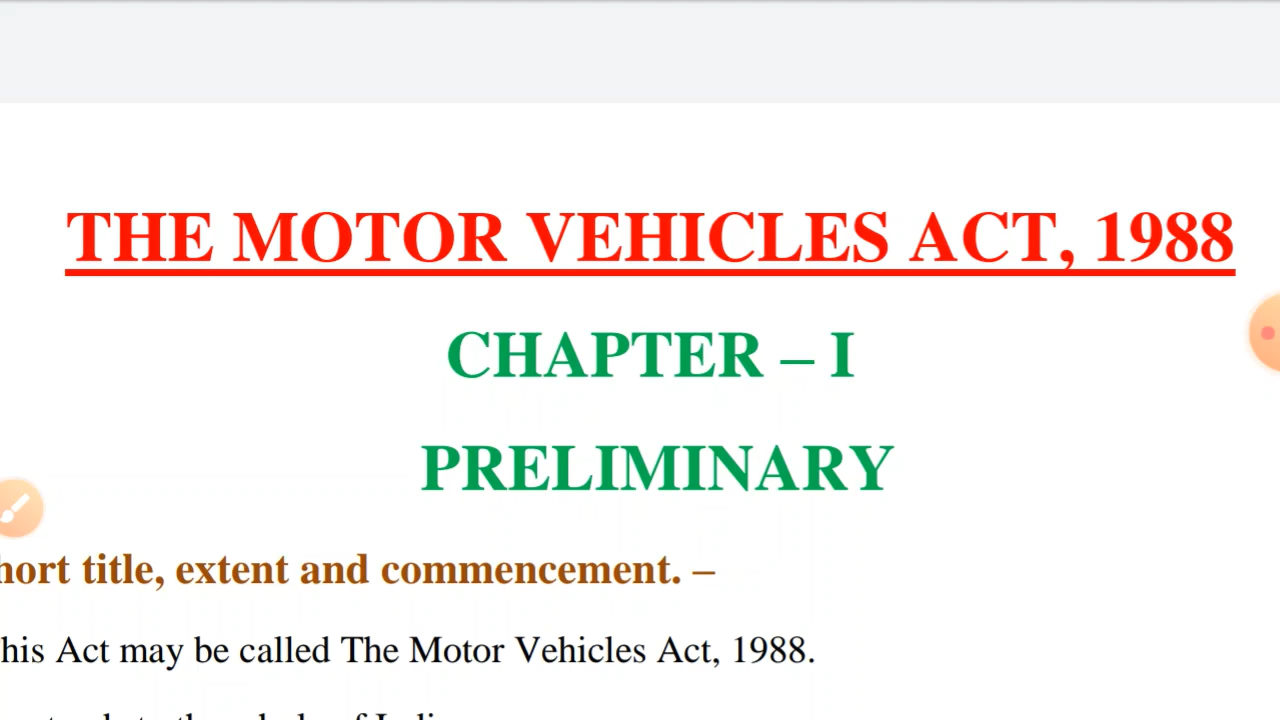 THE MOTOR VEHICLES ACT, 1988
CHAPTER – I
PRELIMINARY
hort title, extent and commencement. –
his Act may be called The Motor Vehicles Act, 1988.